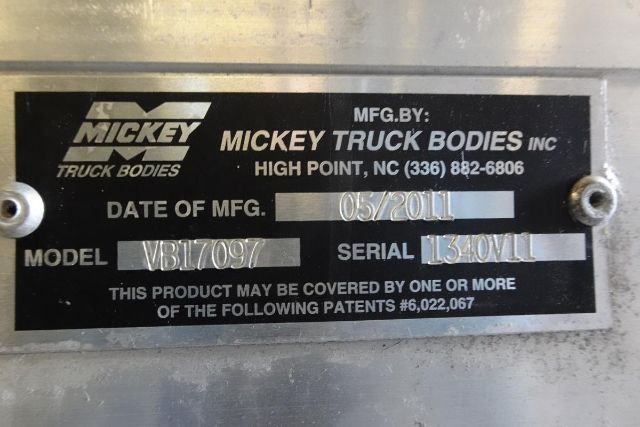 MICKEY
TRUCK BODIES
MFG.BY:
MICKEY TRUCK BODIES INC
HIGH POINT, NC (336) 882-6806
DATE OF MFG. 05/2011
MODEL VB17097 SERIAL 1340V11
THIS PRODUCT MAY BE COVERED BY ONE OR MORE
OF THE FOLLOWING PATENTS #6,022,067